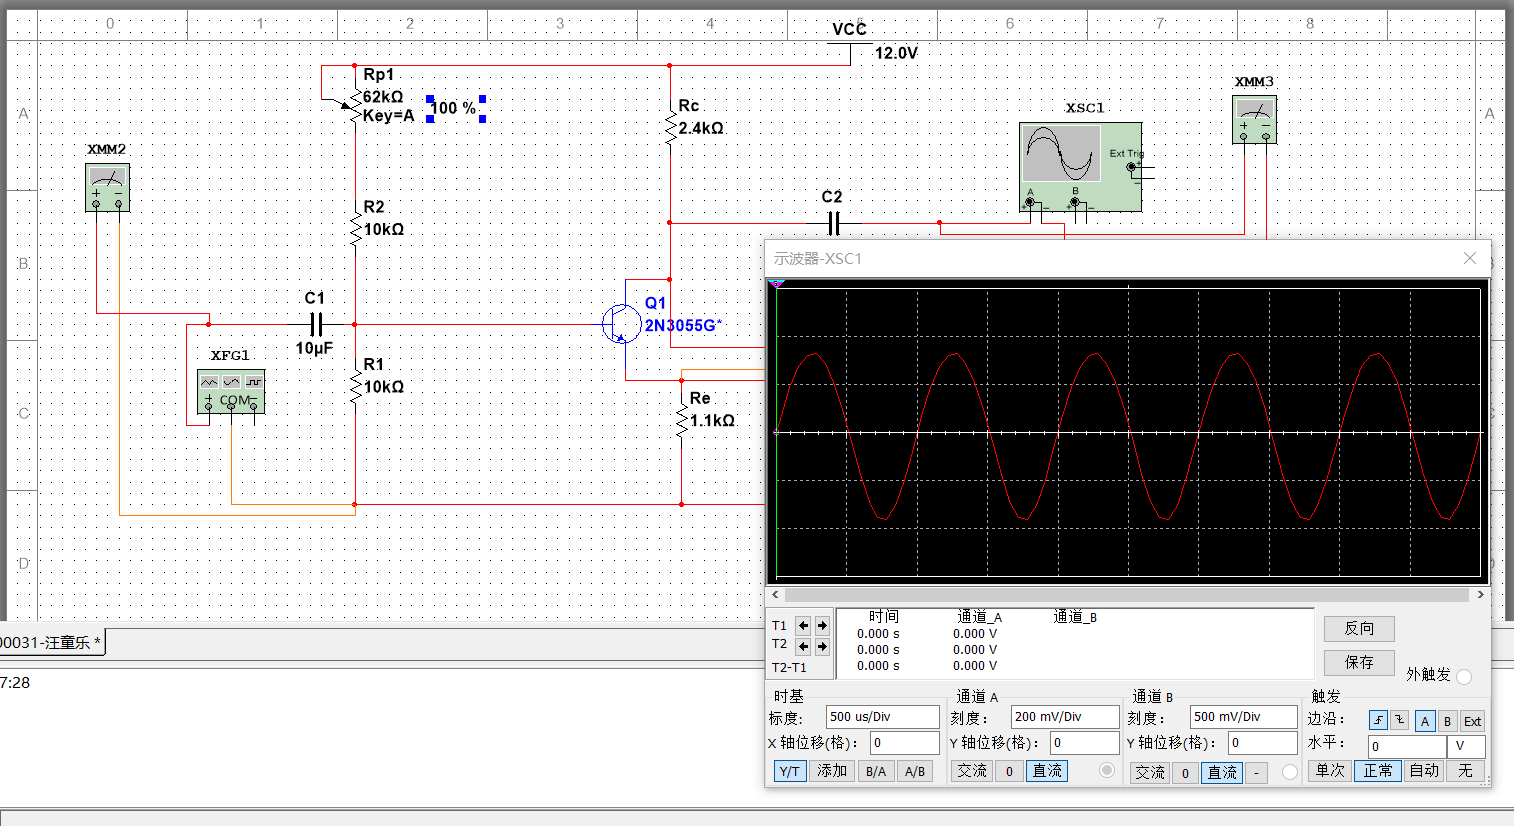 0 1 2 3 4 5 6 7 8
VCC
12.0V
Rp1
62kΩ
Key=A
100 %
Rc
2.4kΩ
XSC1
XMM3
A
A
Ext Trig
XMM2
A B
C2
R2
10kΩ
B
示波器-XSC1
C1
10µF
Q1
2N3055G*
XFG1
COM
R1
10kΩ
Re
1.1kΩ
C
D
00031-汪童乐 *
7:28
时间 通道_A 通道_B
T1 0.000 s 0.000 V
T2 0.000 s 0.000 V
T2-T1 0.000 s 0.000 V
反向
保存
外触发
时基
标度: 500 us/Div
X 轴位移(格): 0
Y/T 添加 B/A A/B
通道 A
刻度: 200 mV/Div
Y 轴位移(格): 0
交流 0 直流
通道 B
刻度: 500 mV/Div
Y 轴位移(格): 0
交流 0 直流 -
触发
边沿: A B Ext
水平: 0 V
单次 正常 自动 无